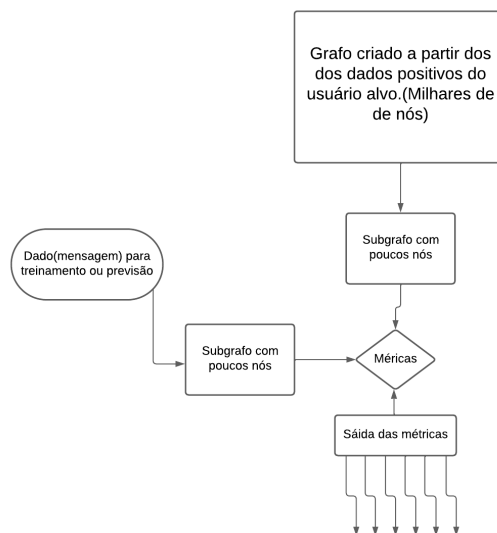 Grafo criado a partir dos
dos dados positivos do
usuário alvo.(Milhares de
de nós)
Subgrafo com
poucos nós
Dado(mensagem) para
treinamento ou previsão
Subgrafo com
poucos nós
Méricas
Sáida das métricas